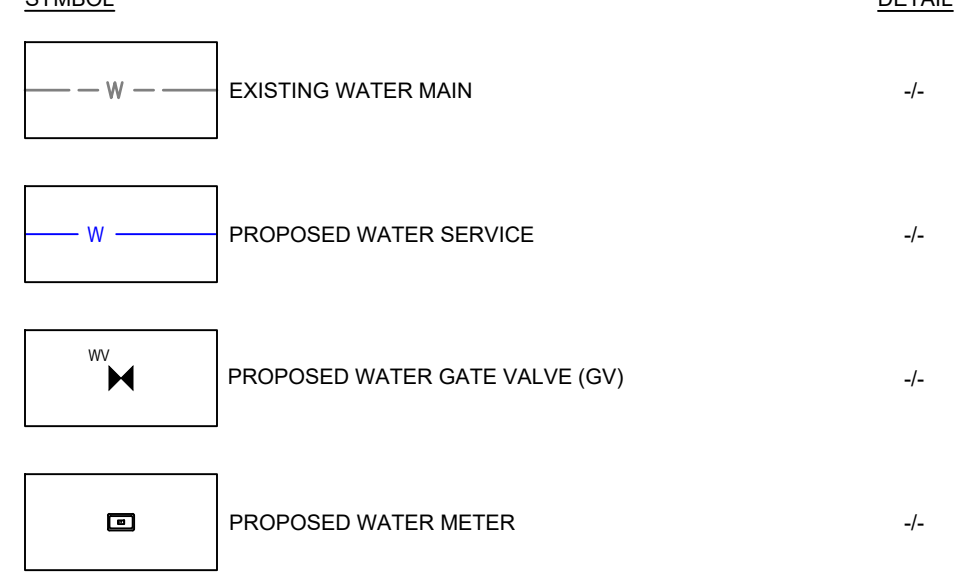 SYMBOL DETAIL
W EXISTING WATER MAIN -/-
W PROPOSED WATER SERVICE -/-
WV
PROPOSED WATER GATE VALVE (GV) -/-
PROPOSED WATER METER -/-